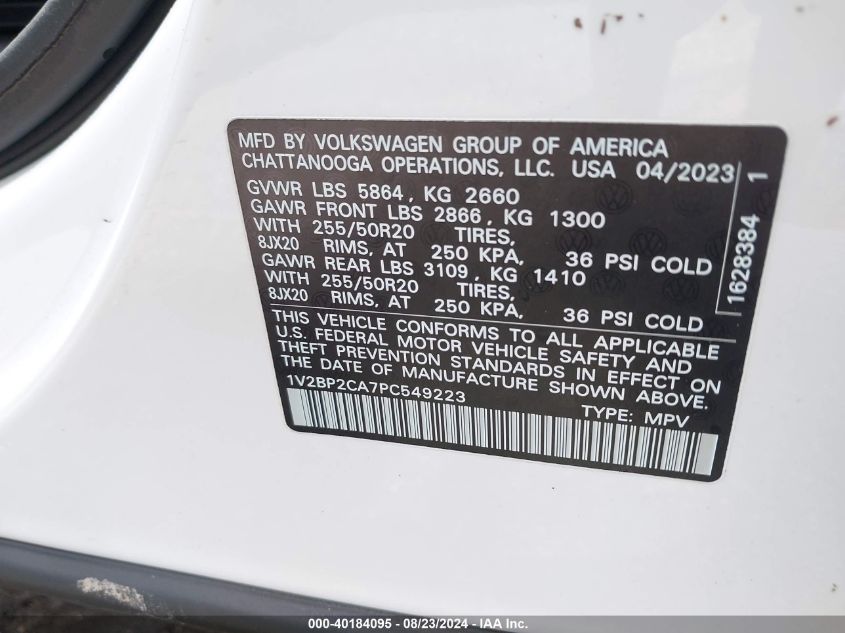 MFD BY VOLKSWAGEN GROUP OF AMERICA
CHATTANOOGA OPERATIONS, LLC. USA 04/2023
GVWR LBS 5864, KG 2660
GAWR FRONT LBS 2866, KG 1300
WITH 255/50R20 TIRES,
8JX20 RIMS, AT 250 KPA, 36 PSI COLD
GAWR REAR LBS 3109, KG 1410
WITH 255/50R20 TIRES,
8JX20 RIMS, AT 250 KPA, 36 PSI COLD
THIS VEHICLE CONFORMS TO ALL APPLICABLE
U.S. FEDERAL MOTOR VEHICLE SAFETY AND
THEFT PREVENTION STANDARDS IN EFFECT ON
THE DATE OF MANUFACTURE SHOWN ABOVE.
1V2BP2CA7PC549223
TYPE: MPV
1628384 1
000-40184095 - 08/23/2024 - IAA Inc.